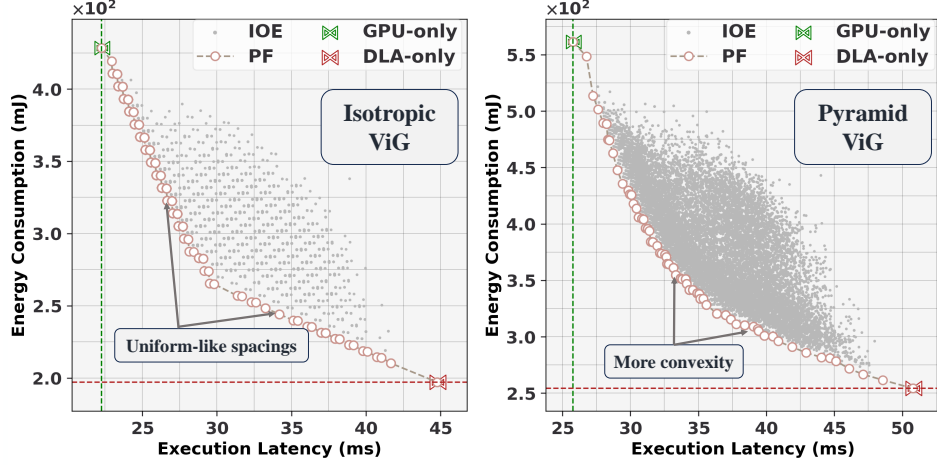 ×10²
IOE
GPU-only
PF
DLA-only
Isotropic
ViG
Energy Consumption (mJ)
4.0
3.5
3.0
2.5
2.0
Uniform-like spacings
25
30
35
40
45
Execution Latency (ms)
×10²
IOE
GPU-only
PF
DLA-only
Pyramid
ViG
Energy Consumption (mJ)
5.5
5.0
4.5
4.0
3.5
3.0
2.5
More convexity
25
30
35
40
45
50
Execution Latency (ms)